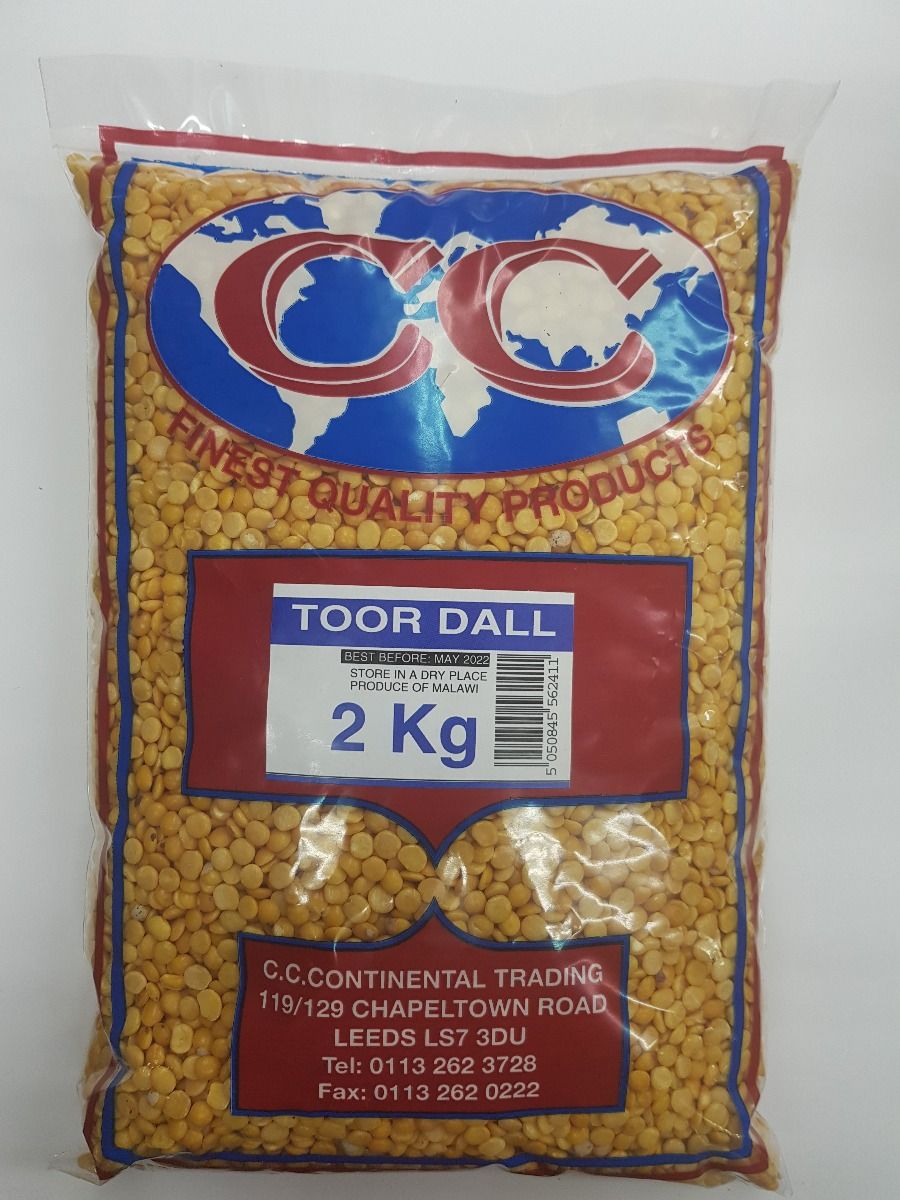 CC
FINEST QUALITY PRODUCTS
TOOR DALL
BEST BEFORE: MAY 2022
STORE IN A DRY PLACE
PRODUCE OF MALAWI
2 Kg
5 050845 562411
C.C.CONTINENTAL TRADING
119/129 CHAPELTOWN ROAD
LEEDS LS7 3DU
Tel: 0113 262 3728
Fax: 0113 262 0222